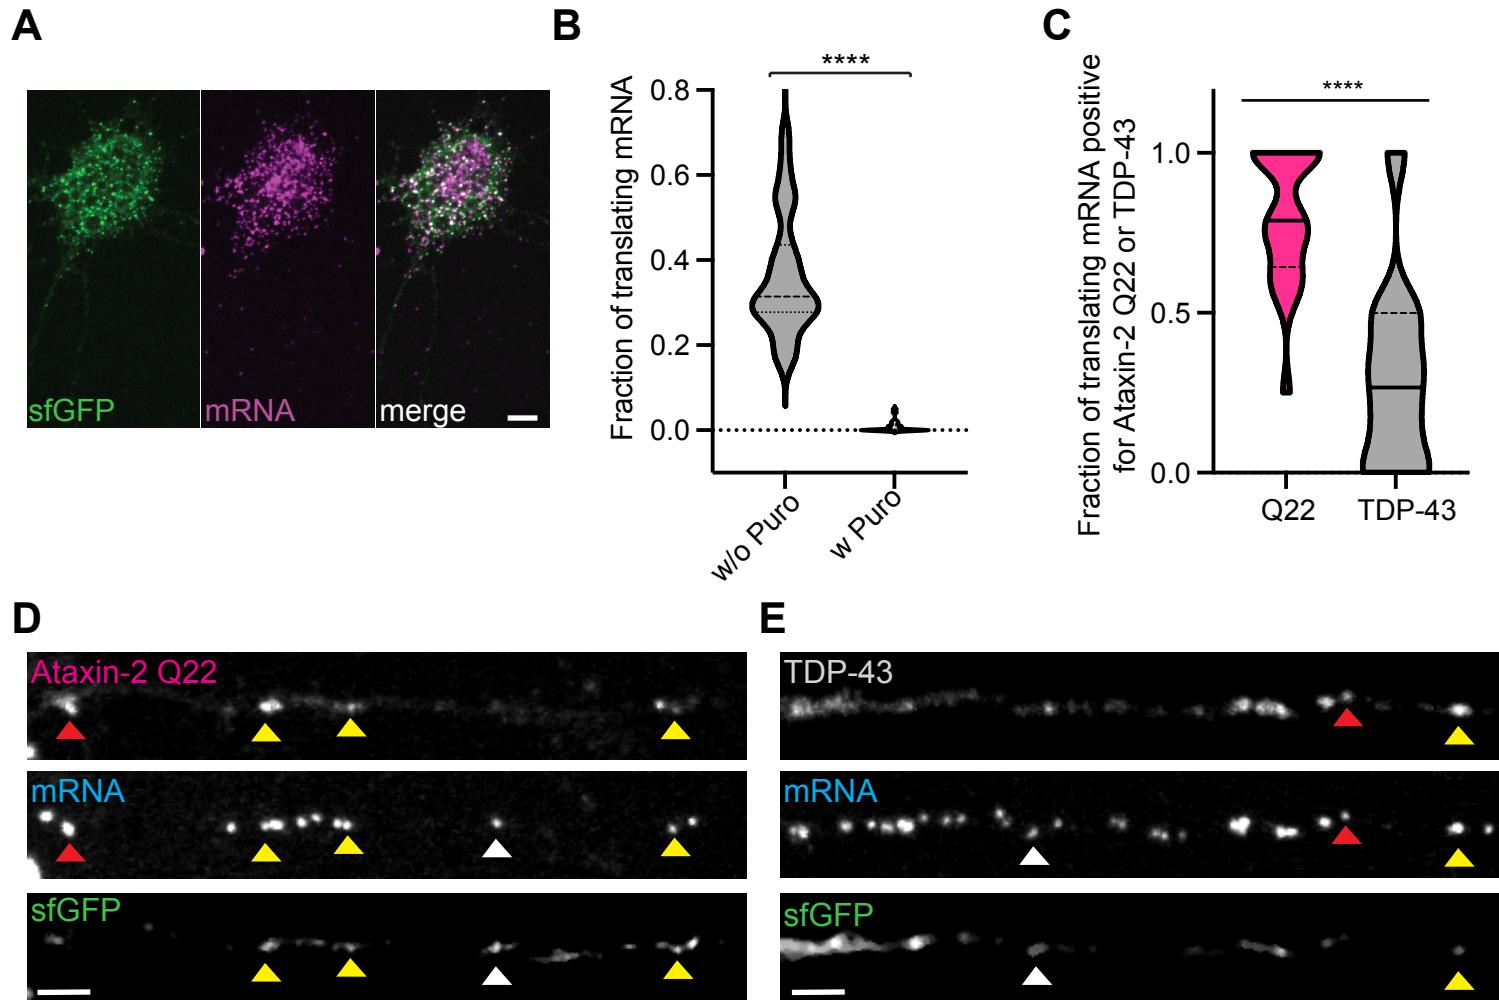 A
sfGFP
mRNA
merge
B
****
Fraction of translating mRNA
0.8
0.6
0.4
0.2
0.0
w/o Puro
w Puro
C
****
Fraction of translating mRNA positive
for Ataxin-2 Q22 or TDP-43
1.0
0.5
0.0
Q22
TDP-43
D
Ataxin-2 Q22
mRNA
sfGFP
E
TDP-43
mRNA
sfGFP